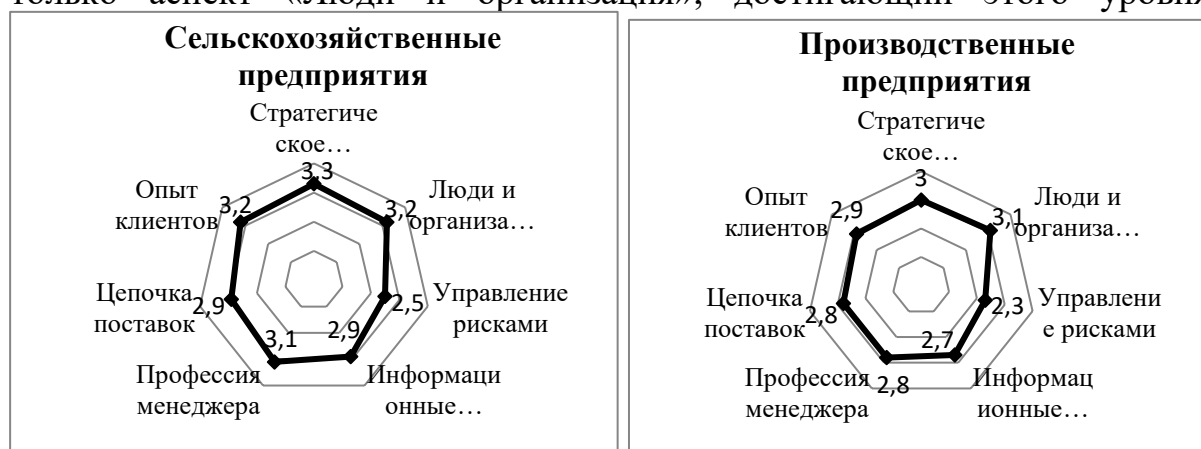 только аспект «Люди и организация», достигающий этого уровня
Сельскохозяйственные
предприятия
Стратегиче
ское…
3,3
Люди и
организа…
3,2
Управление
рисками
2,5
Информаци
онные…
2,9
Профессия
менеджера
3,1
Цепочка
поставок
2,9
Опыт
клиентов
3,2
Производственные
предприятия
Стратегиче
ское…
3
Люди и
организа…
3,1
Управлени
е рисками
2,3
Информац
ионные…
2,7
Профессия
менеджера
2,8
Цепочка
поставок
2,8
Опыт
клиентов
2,9